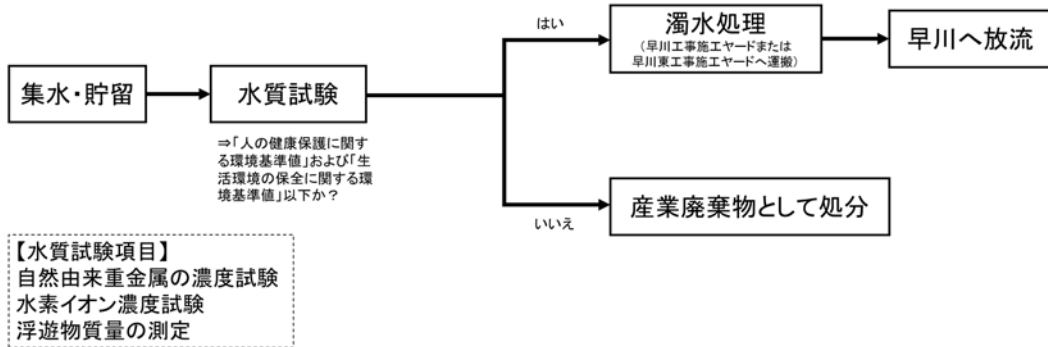 集水・貯留
水質試験
⇒「人の健康保護に関す
る環境基準値」および「生
活環境の保全に関する環
境基準値」以下か？
はい
濁水処理
（早川工事施工ヤードまたは
早川東工事施工ヤードへ運搬）
早川へ放流
いいえ
産業廃棄物として処分
【水質試験項目】
自然由来重金属の濃度試験
水素イオン濃度試験
浮遊物質量の測定